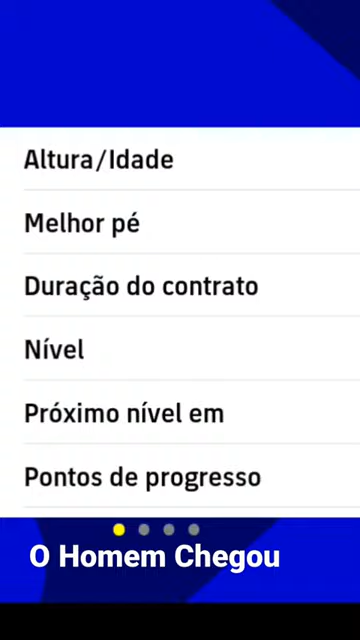 Altura/Idade
Melhor pé
Duração do contrato
Nível
Próximo nível em
Pontos de progresso
O Homem Chegou